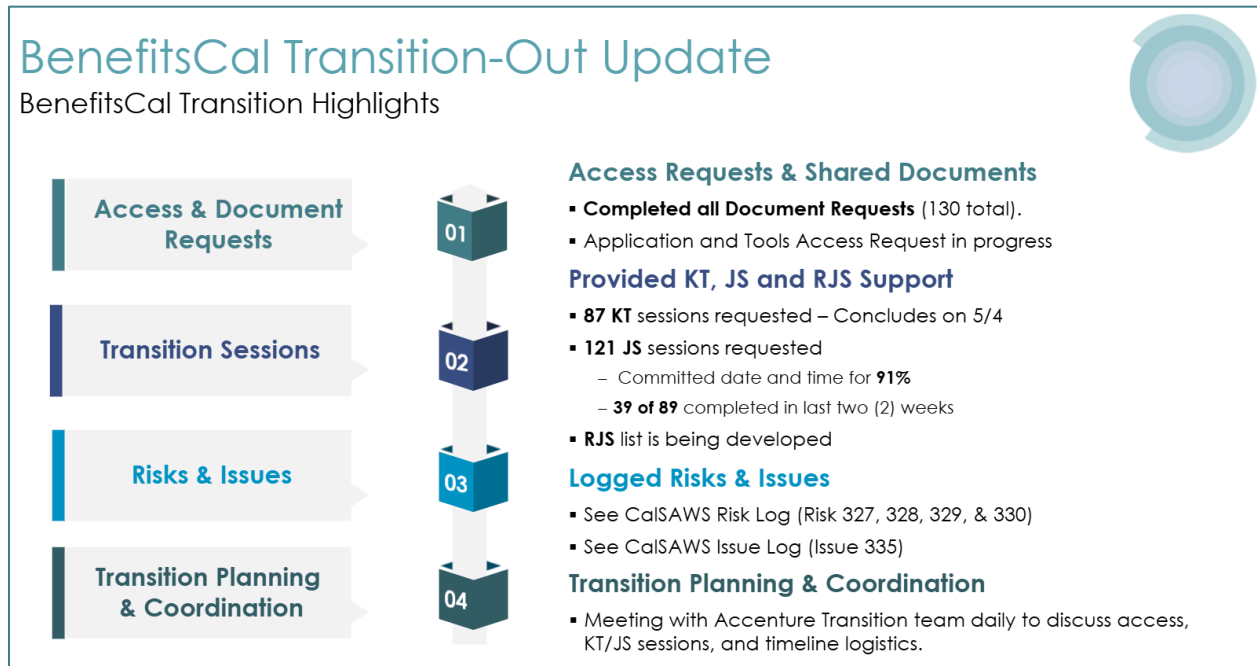 BenefitsCal Transition-Out Update
BenefitsCal Transition Highlights
Access & Document
Requests
01
Access Requests & Shared Documents
▪ Completed all Document Requests (130 total).
▪ Application and Tools Access Request in progress
Transition Sessions
02
Provided KT, JS and RJS Support
▪ 87 KT sessions requested – Concludes on 5/4
▪ 121 JS sessions requested
– Committed date and time for 91%
– 39 of 89 completed in last two (2) weeks
▪ RJS list is being developed
Risks & Issues
03
Logged Risks & Issues
▪ See CalSAWS Risk Log (Risk 327, 328, 329, & 330)
▪ See CalSAWS Issue Log (Issue 335)
Transition Planning
& Coordination
04
Transition Planning & Coordination
▪ Meeting with Accenture Transition team daily to discuss access,
KT/JS sessions, and timeline logistics.